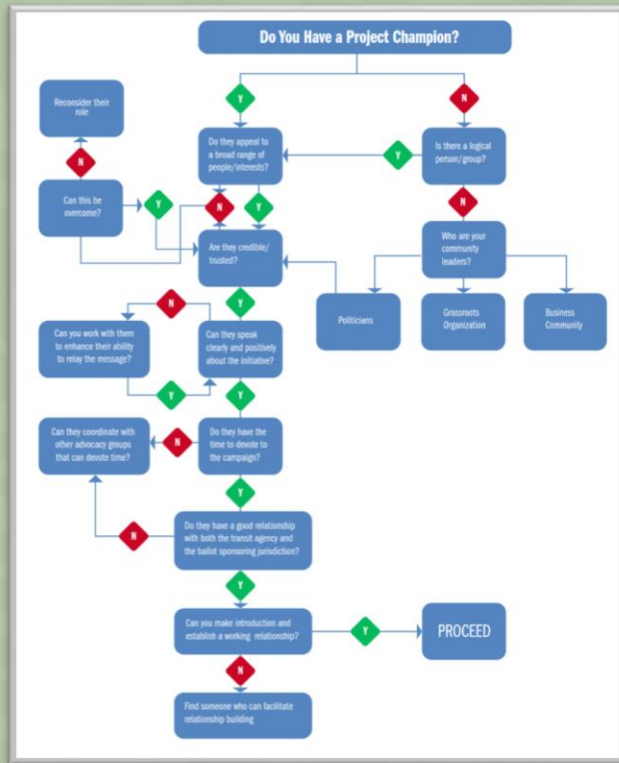 Do You Have a Project Champion?
Y
N
Reconsider their
role
Do they appeal to
a broad range of
people/interests?
Y
Is there a logical
person/group?
N
Can this be
overcome?
Y
N
Y
N
Are they credible/
trusted?
Who are your
community
leaders?
Y
Politicians
Grassroots
Organization
Business
Community
N
Can you work with them
to enhance their ability
to relay the message?
Can they speak
clearly and positively
about the initiative?
Y
Y
Can they coordinate with
other advocacy groups
that can devote time?
N
Do they have the
time to devote to
the campaign?
Y
Do they have a good relationship
with both the transit agency and
the ballot sponsoring jurisdiction?
N
Y
Can you make introduction and
establish a working relationship?
Y
PROCEED
N
Find someone who can facilitate
relationship building